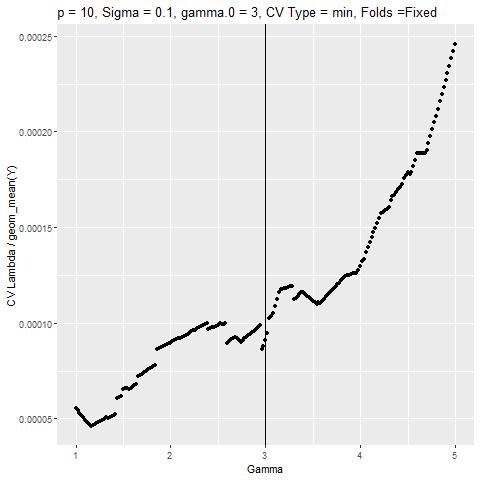 p = 10, Sigma = 0.1, gamma.0 = 3, CV Type = min, Folds =Fixed
CV Lambda / geom_mean(Y)
0.00025
0.00020
0.00015
0.00010
0.00005
1 2 3 4 5
Gamma